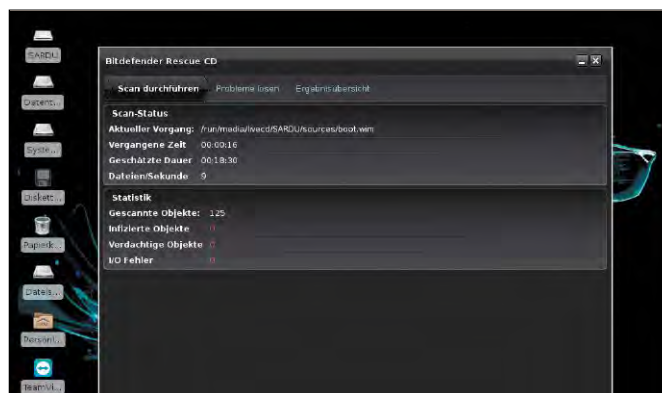 SARDU
Datent...
Syste...
Diskett...
Papierk...
Dateis...
Persönl...
TeamVi...
Bitdefender Rescue CD
Scan durchführen Probleme lösen Ergebnisübersicht
Scan-Status
Aktueller Vorgang: /run/media/livecd/SARDU/sources/boot.wim
Vergangene Zeit 00:00:16
Geschätzte Dauer 00:18:30
Dateien/Sekunde 9
Statistik
Gescannte Objekte: 125
Infizierte Objekte 0
Verdächtige Objekte 0
I/O Fehler 0